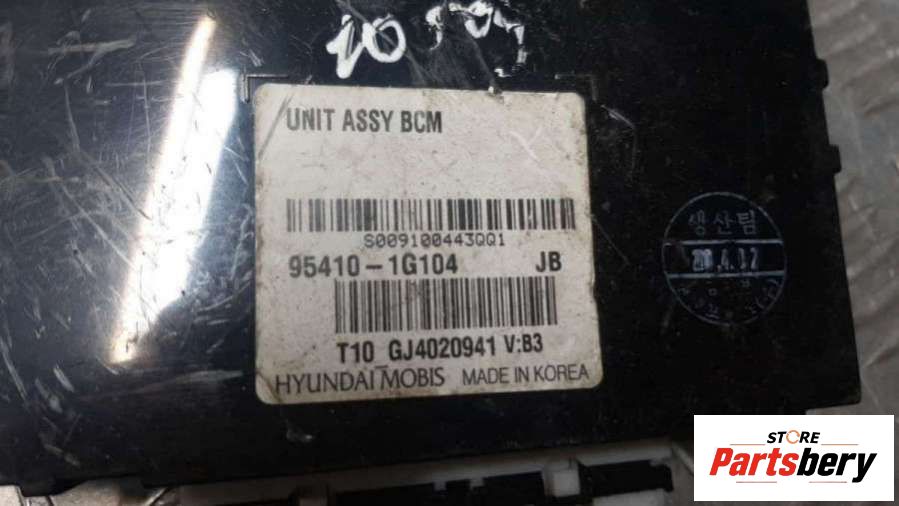 UNIT ASSY BCM
S009100443QQ1
95410-1G104 JB
T10 GJ4020941 V:B3
HYUNDAI MOBIS MADE IN KOREA
생산팀
STORE
Partsbery